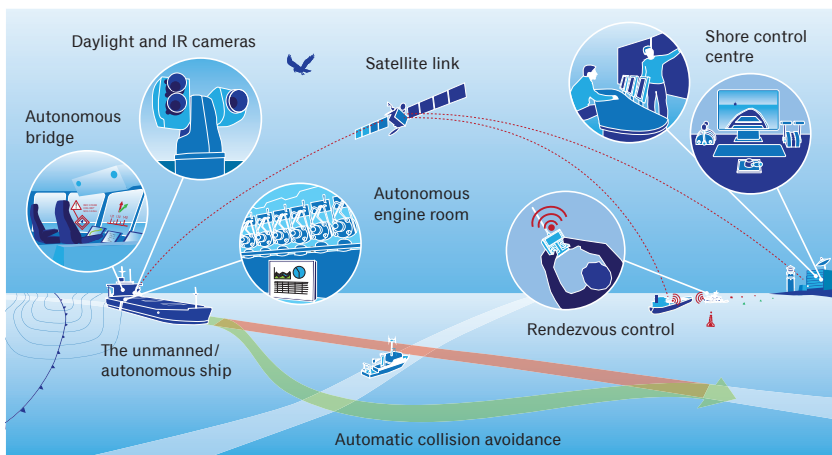 Daylight and IR cameras
Satellite link
Shore control
centre
Autonomous
bridge
Autonomous
engine room
Rendezvous control
The unmanned/
autonomous ship
Automatic collision avoidance